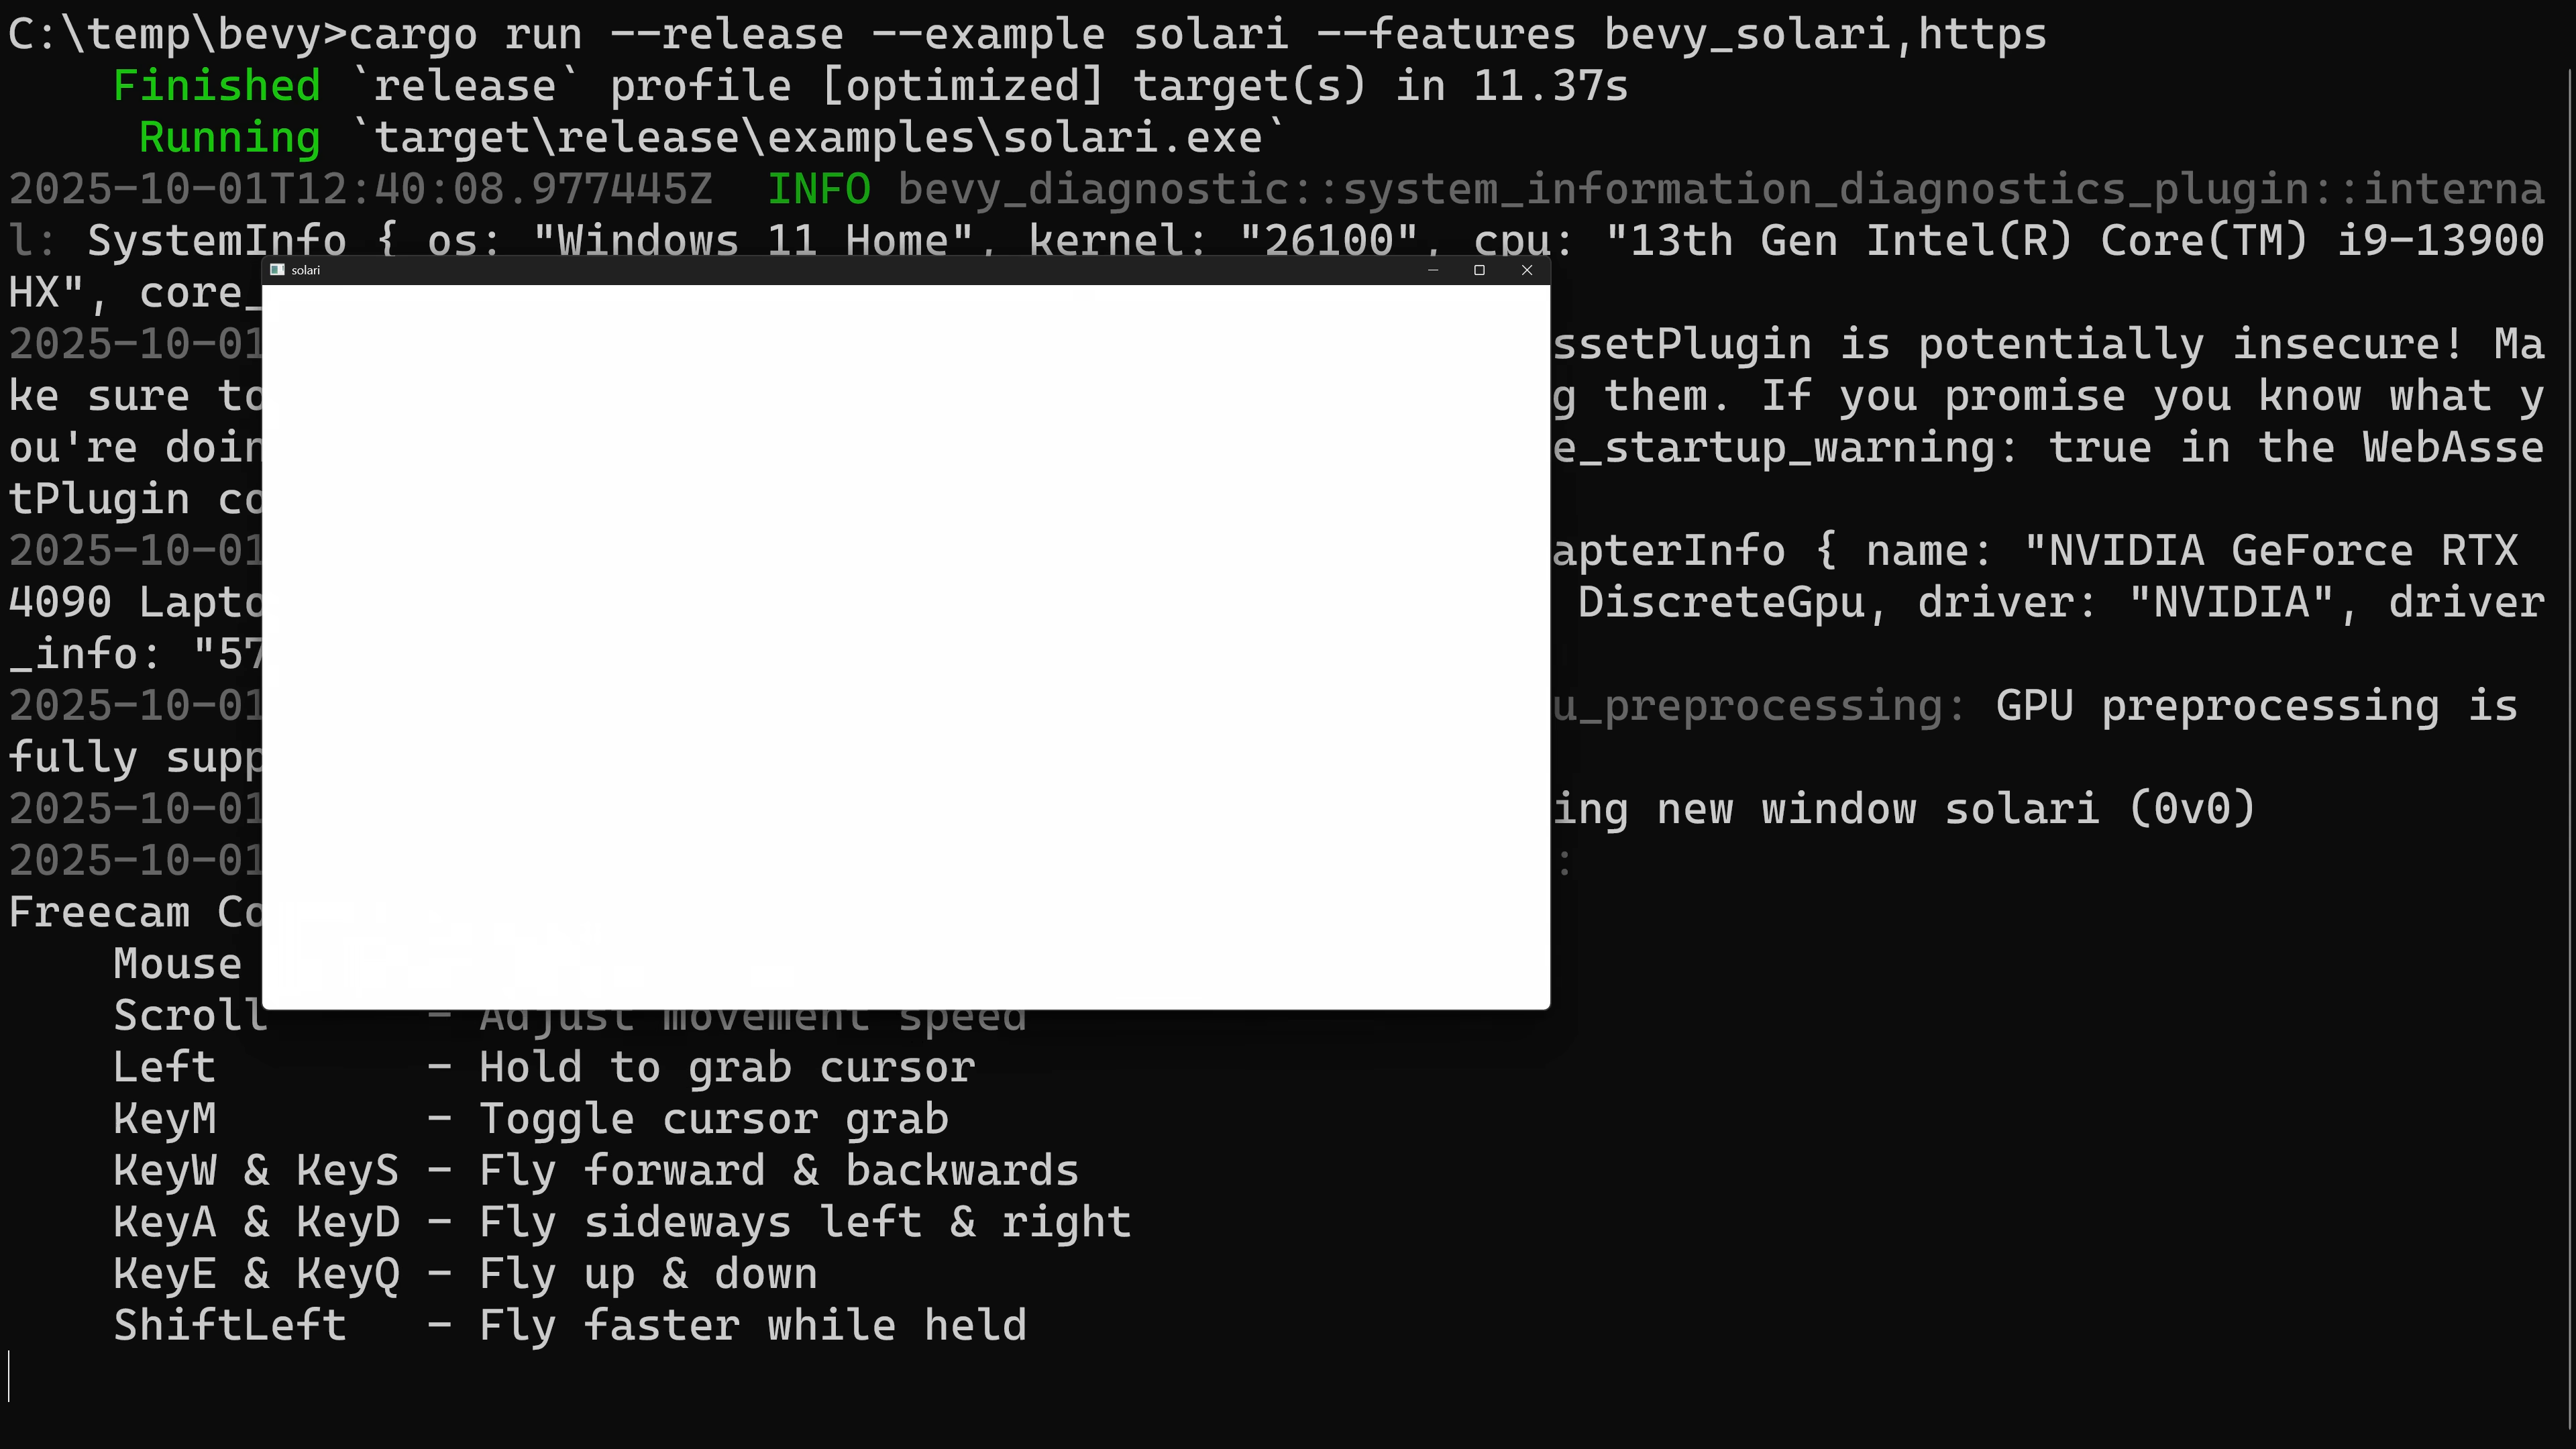 C:\temp\bevy>cargo run --release --example solari --features bevy_solari,https
Finished `release` profile [optimized] target(s) in 11.37s
Running `target\release\examples\solari.exe`
2025-10-01T12:40:08.977445Z  INFO bevy_diagnostic::system_information_diagnostics_plugin::interna
l: SystemInfo { os: "Windows 11 Home", kernel: "26100", cpu: "13th Gen Intel(R) Core(TM) i9-13900
solari
HX", core_
2025-10-01 ssetPlugin is potentially insecure! Ma
ke sure to g them. If you promise you know what y
ou're doin e_startup_warning: true in the WebAsse
tPlugin co
2025-10-01 apterInfo { name: "NVIDIA GeForce RTX
4090 Lapto DiscreteGpu, driver: "NVIDIA", driver
_info: "57
2025-10-01 u_preprocessing: GPU preprocessing is
fully supp
2025-10-01 ing new window solari (0v0)
2025-10-01 :
Freecam Co
Mouse
Scroll - Adjust movement speed
Left - Hold to grab cursor
KeyM - Toggle cursor grab
KeyW & KeyS - Fly forward & backwards
KeyA & KeyD - Fly sideways left & right
KeyE & KeyQ - Fly up & down
ShiftLeft - Fly faster while held